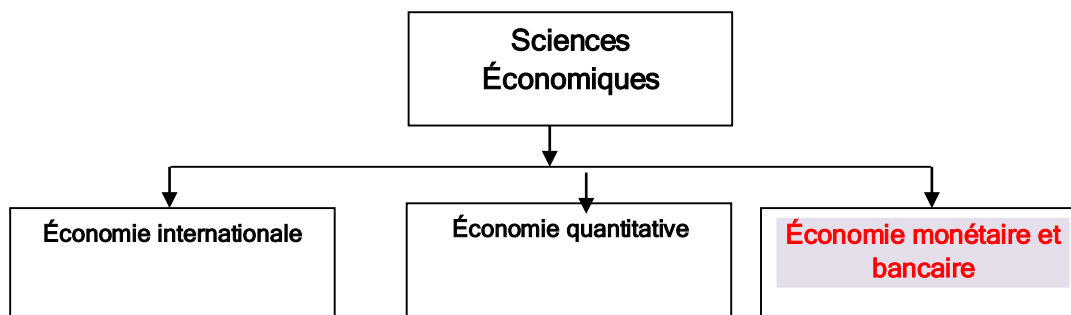 Sciences
Économiques
Économie internationale
Économie quantitative
Économie monétaire et
bancaire